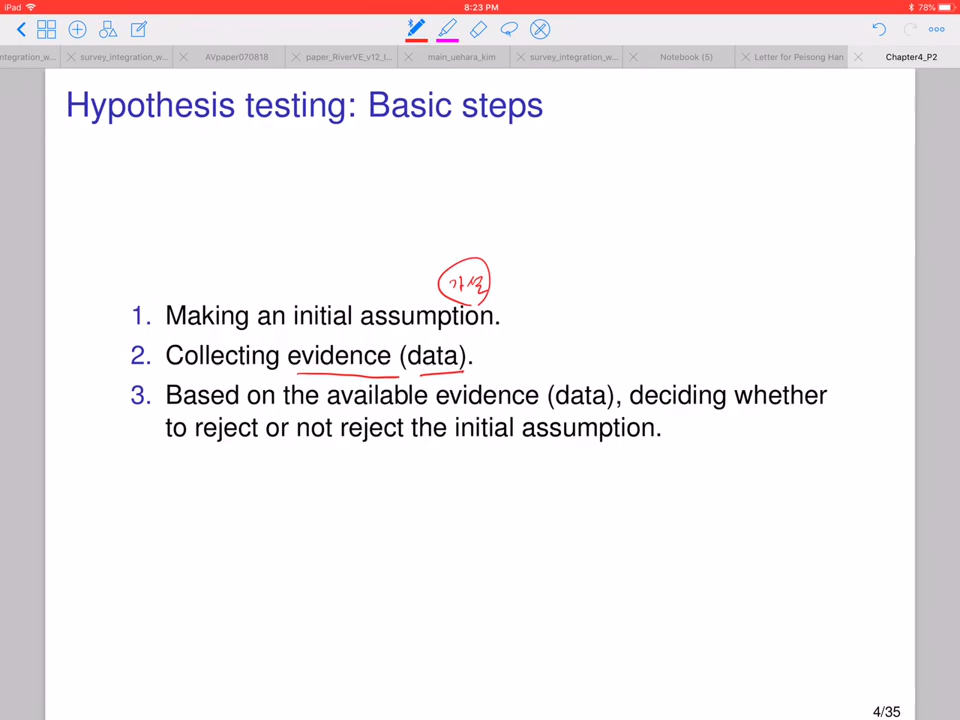 iPad 8:23 PM 78%
integration_w... survey_integration_w... AVpaper070818 paper_RiverVE_v12_I... main_uehara_kim survey_integration_w... Notebook (5) Letter for Peisong Han Chapter4_P2
Hypothesis testing: Basic steps
가설
1. Making an initial assumption.
2. Collecting evidence (data).
3. Based on the available evidence (data), deciding whether
to reject or not reject the initial assumption.
4/35